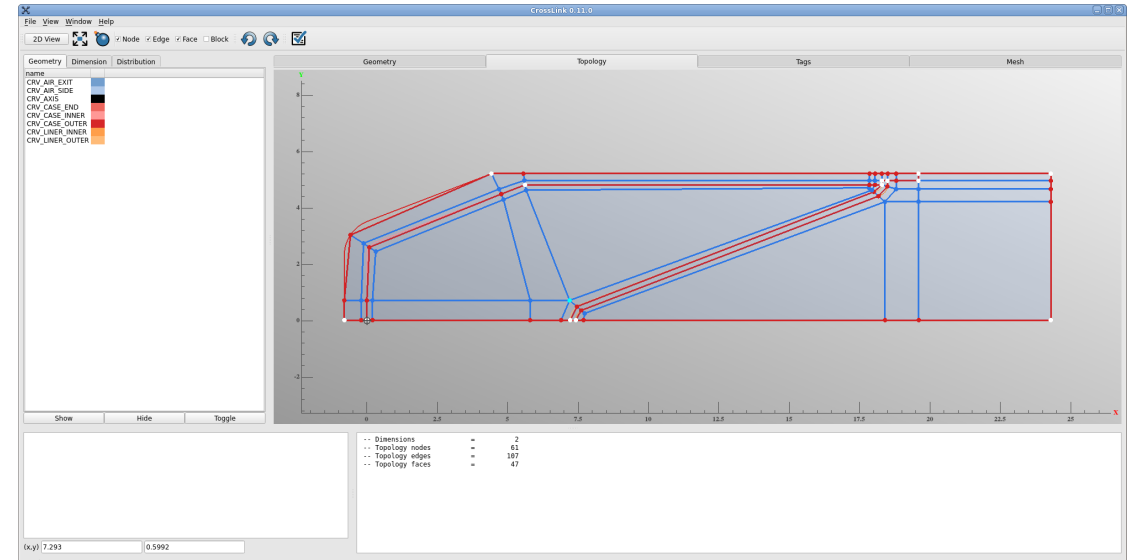 CrossLink 0.11.0
File View Window Help
2D View Node Edge Face Block
Geometry Dimension Distribution
Geometry Topology Tags Mesh
name
CRV_AIR_EXIT
CRV_AIR_SIDE
CRV_AXIS
CRV_CASE_END
CRV_CASE_INNER
CRV_CASE_OUTER
CRV_LINER_INNER
CRV_LINER_OUTER
Y
8
6
4
2
0
-2
0 2.5 5 7.5 10 12.5 15 17.5 20 22.5 25 X
Show Hide Toggle
-- Dimensions = 2
-- Topology nodes = 61
-- Topology edges = 107
-- Topology faces = 47
(x,y) 7.293 0.5992